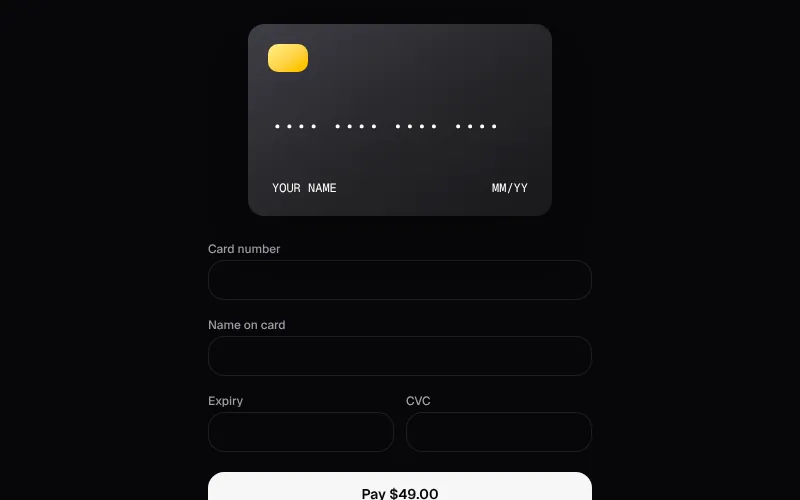 •••• •••• •••• ••••
YOUR NAME MM/YY
Card number
Name on card
Expiry CVC
Pay $49.00